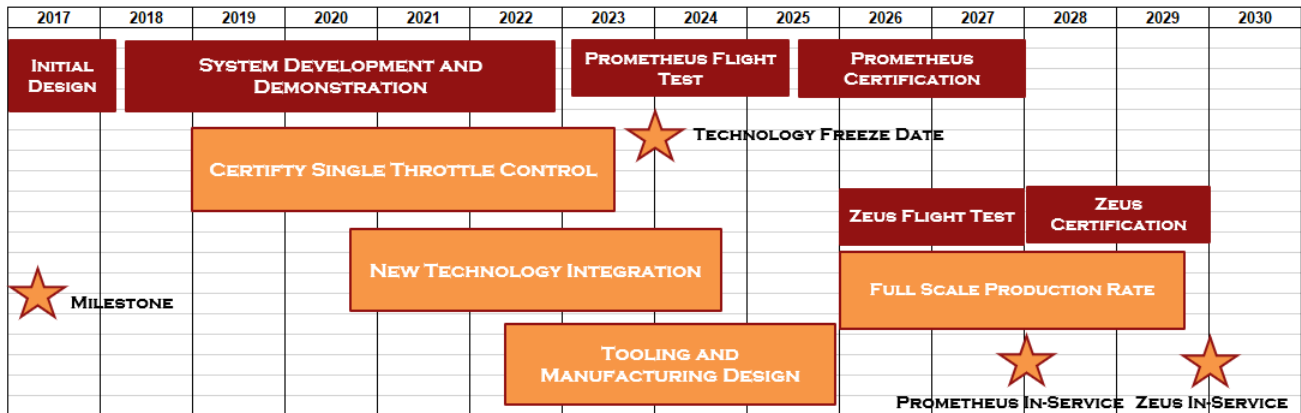 2017 2018 2019 2020 2021 2022 2023 2024 2025 2026 2027 2028 2029 2030
INITIAL
DESIGN
SYSTEM DEVELOPMENT AND
DEMONSTRATION
PROMETHEUS FLIGHT
TEST
PROMETHEUS
CERTIFICATION
TECHNOLOGY FREEZE DATE
CERTIFTY SINGLE THROTTLE CONTROL
ZEUS FLIGHT TEST
ZEUS
CERTIFICATION
NEW TECHNOLOGY INTEGRATION
FULL SCALE PRODUCTION RATE
MILESTONE
TOOLING AND
MANUFACTURING DESIGN
PROMETHEUS IN-SERVICE
ZEUS IN-SERVICE